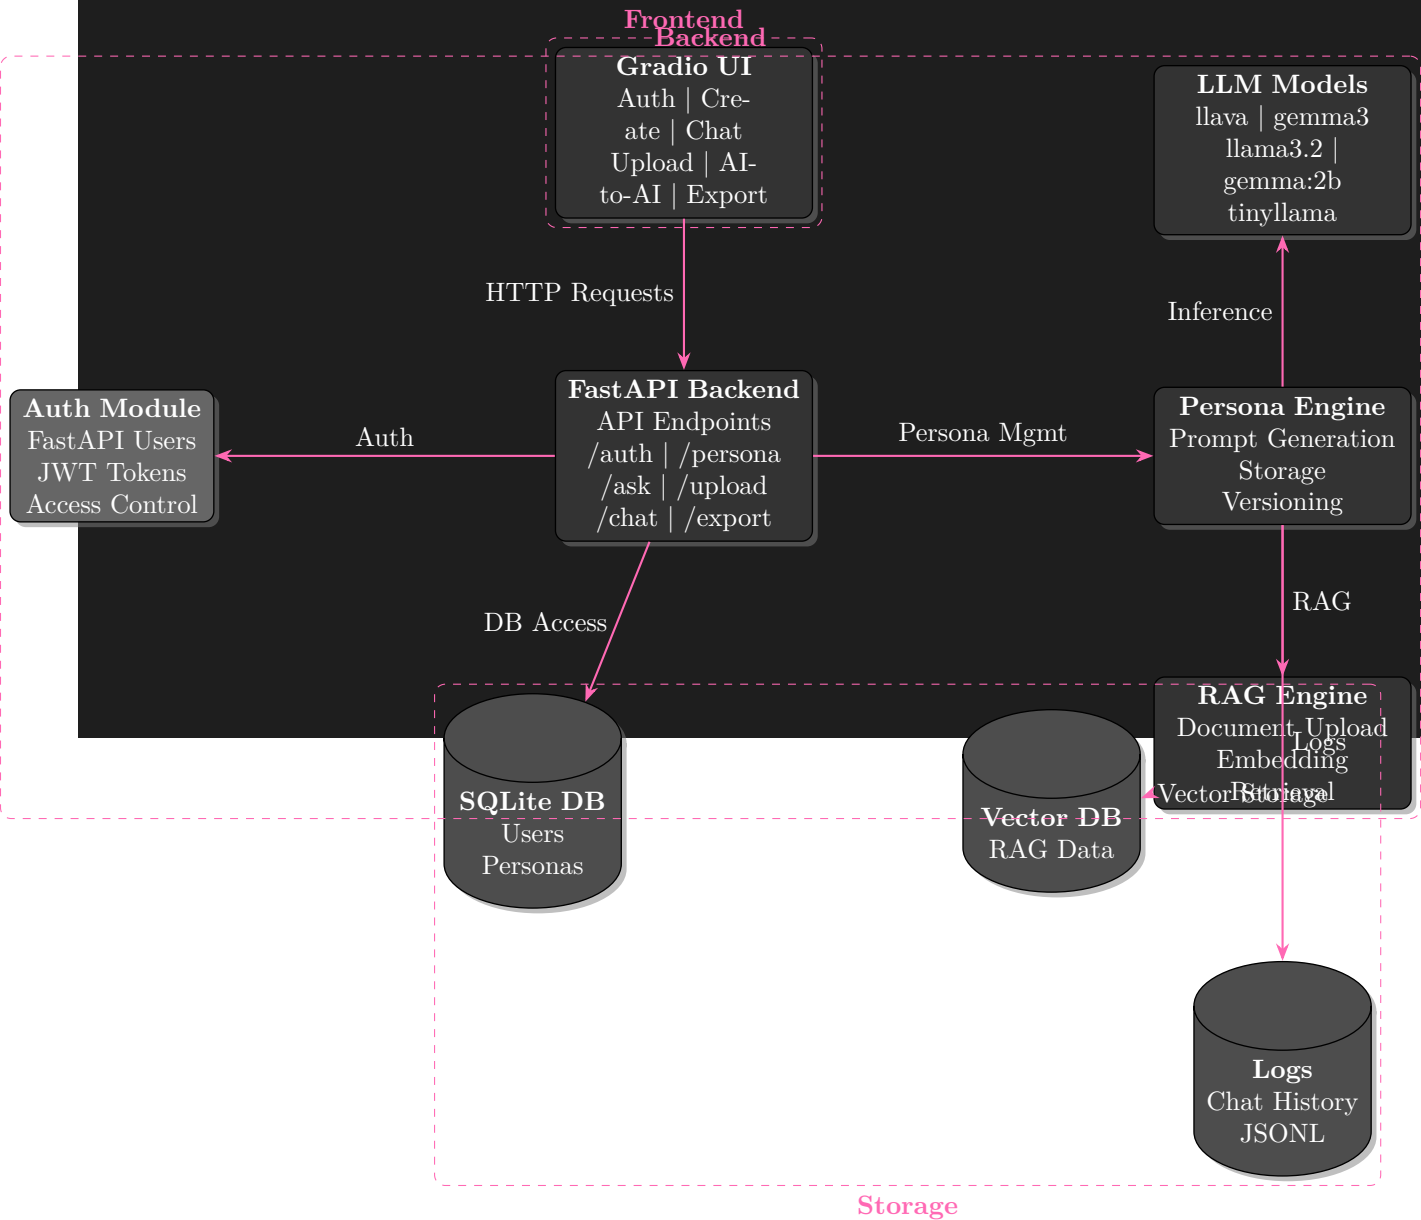 Frontend
Backend
Gradio UI
Auth | Cre-
ate | Chat
Upload | AI-
to-AI | Export
LLM Models
llava | gemma3
llama3.2 |
gemma:2b
tinyllama
HTTP Requests
Inference
Auth Module
FastAPI Users
JWT Tokens
Access Control
Auth
FastAPI Backend
API Endpoints
/auth | /persona
/ask | /upload
/chat | /export
Persona Mgmt
Persona Engine
Prompt Generation
Storage
Versioning
DB Access
RAG
RAG Engine
Document Upload
Logs
Embedding
Retrieval
Vector Storage
SQLite DB
Users
Personas
Vector DB
RAG Data
Logs
Chat History
JSONL
Storage